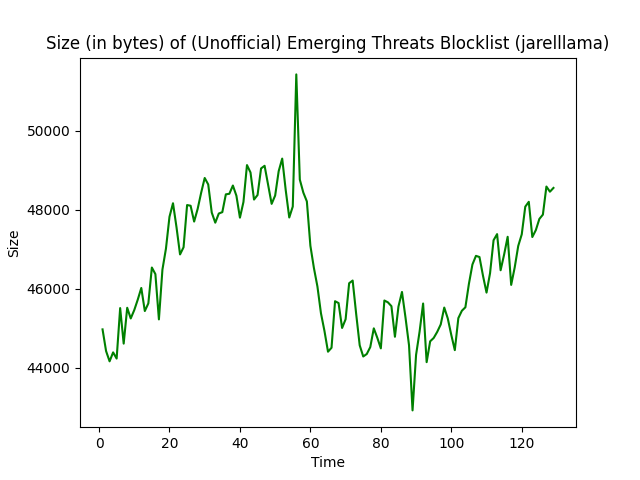 Size (in bytes) of (Unofficial) Emerging Threats Blocklist (jarelllama)
50000
48000
46000
44000
Size
0 20 40 60 80 100 120
Time